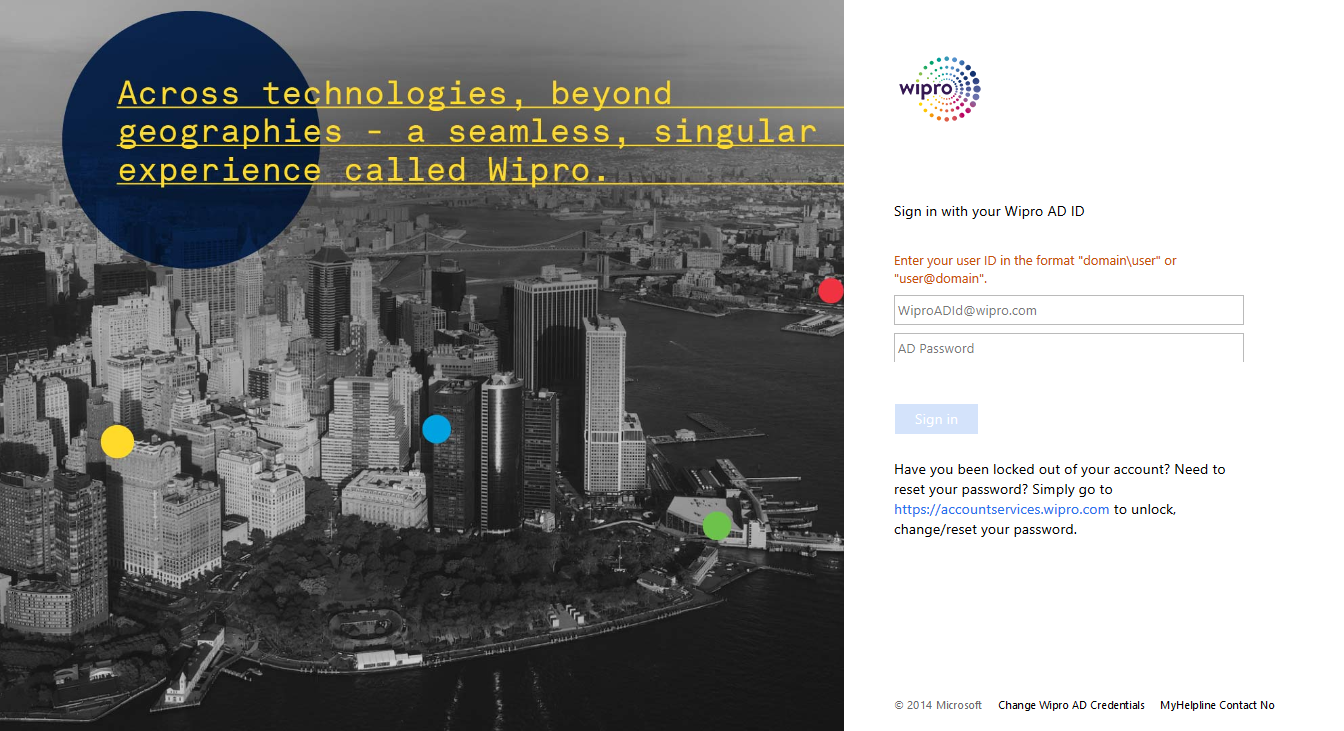 Across technologies, beyond
geographies - a seamless, singular
experience called Wipro.
wipro
Sign in with your Wipro AD ID
Enter your user ID in the format "domain\user" or
"user@domain".
WiproADId@wipro.com
AD Password
Sign in
Have you been locked out of your account? Need to
reset your password? Simply go to
https://accountservices.wipro.com to unlock,
change/reset your password.
© 2014 Microsoft Change Wipro AD Credentials MyHelpline Contact No